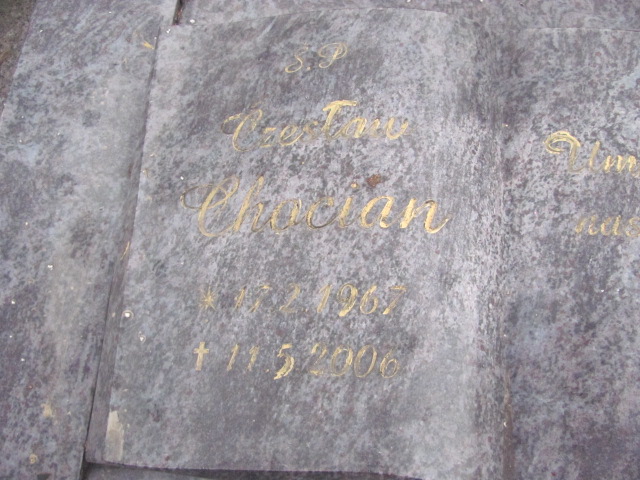 Ś.P
Czesław
Chocian
* 17.2.1967
✝ 11.5.2006